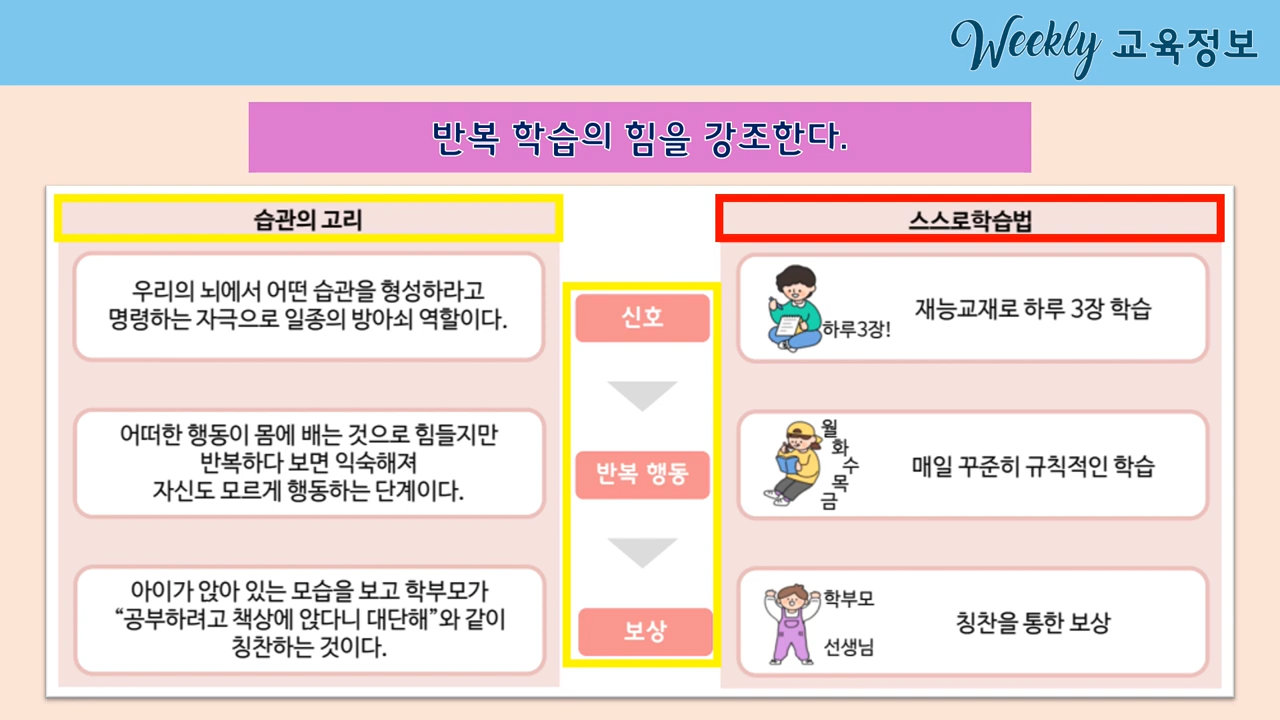 Weekly 교육정보
반복 학습의 힘을 강조한다.
습관의 고리
스스로학습법
우리의 뇌에서 어떤 습관을 형성하라고
명령하는 자극으로 일종의 방아쇠 역할이다.
신호
하루3장!
재능교재로 하루 3장 학습
어떠한 행동이 몸에 배는 것으로 힘들지만
반복하다 보면 익숙해져
자신도 모르게 행동하는 단계이다.
반복 행동
월
화
수
목
금
매일 꾸준히 규칙적인 학습
아이가 앉아 있는 모습을 보고 학부모가
“공부하려고 책상에 앉다니 대단해”와 같이
칭찬하는 것이다.
보상
학부모
선생님
칭찬을 통한 보상